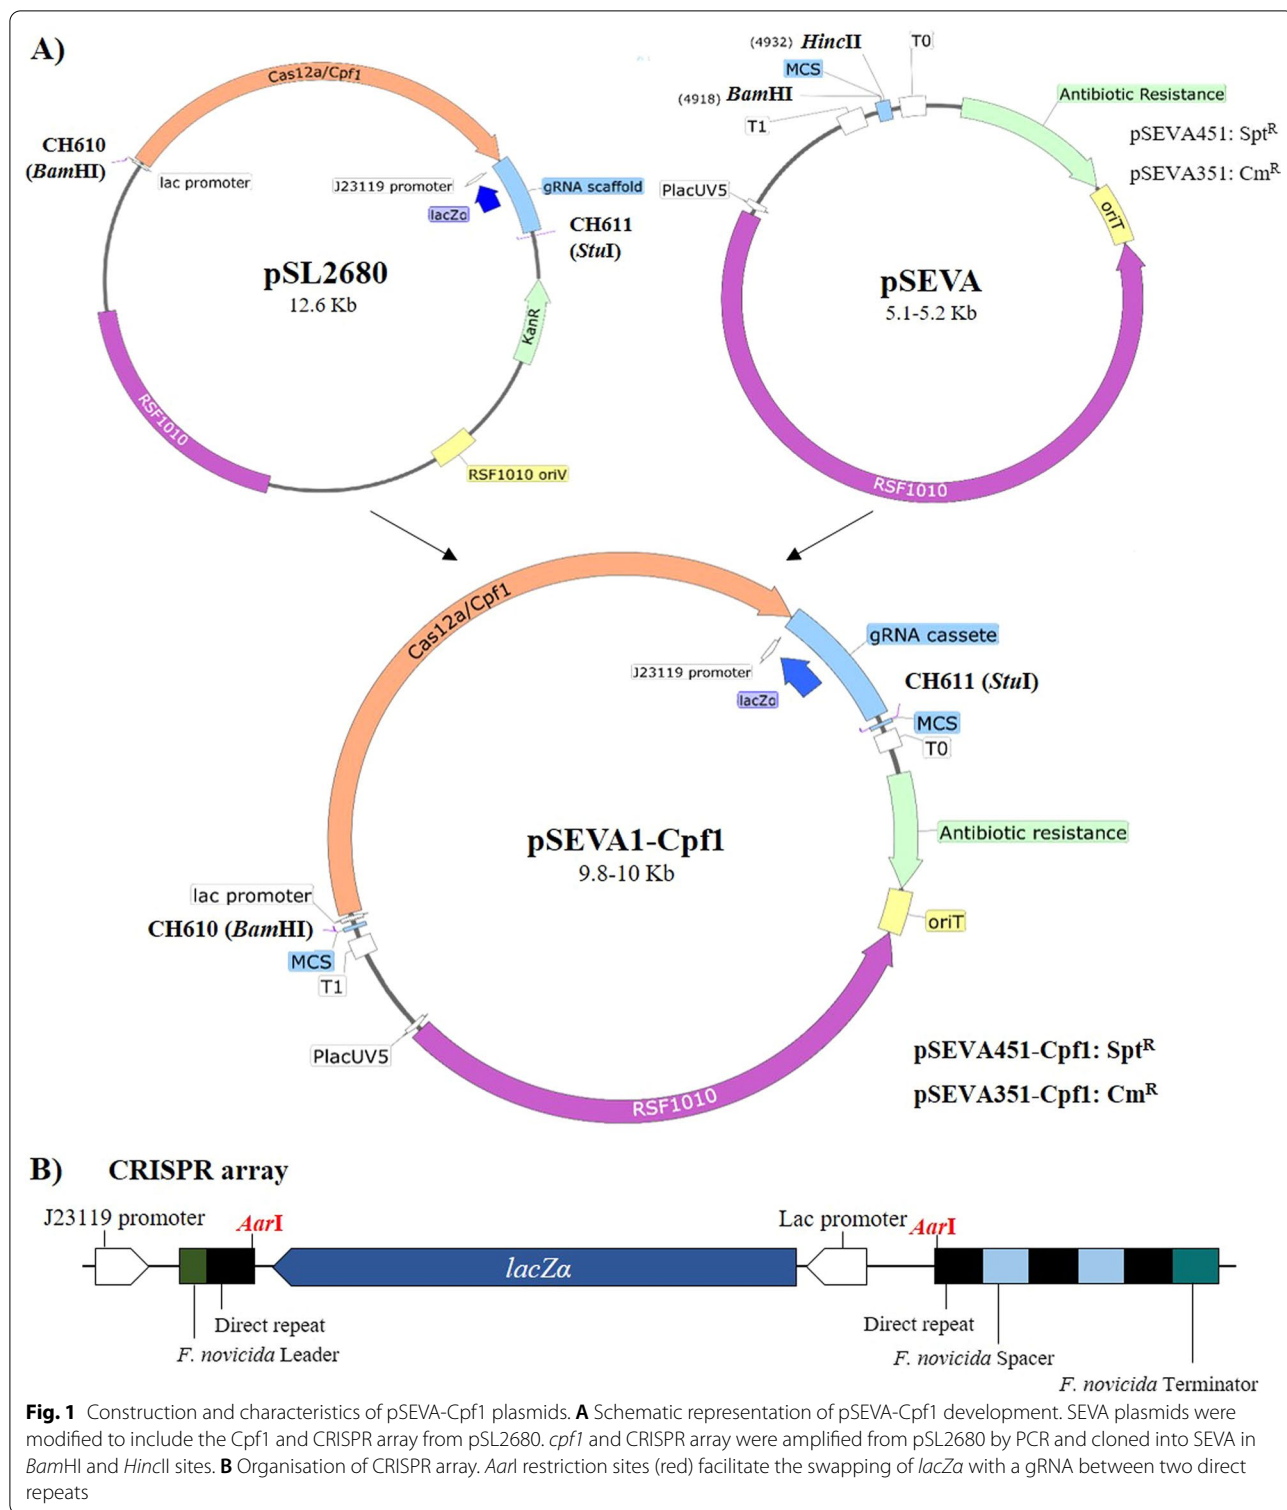 A)
Cas12a/Cpf1
CH610
(BamHI)
lac promoter
J23119 promoter
lacZα
gRNA scaffold
CH611
(StuI)
pSL2680
12.6 Kb
KanR
RSF1010
RSF1010 oriV
(4932) HincII
T0
MCS
(4918) BamHI
T1
Antibiotic Resistance
pSEVA451: SptR
pSEVA351: CmR
PlacUV5
oriT
pSEVA
5.1-5.2 Kb
RSF1010
Cas12a/Cpf1
gRNA cassete
J23119 promoter
lacZα
CH611 (StuI)
MCS
T0
pSEVA1-Cpf1
9.8-10 Kb
Antibiotic resistance
lac promoter
CH610 (BamHI)
MCS
T1
oriT
PlacUV5
RSF1010
pSEVA451-Cpf1: SptR
pSEVA351-Cpf1: CmR
B) CRISPR array
J23119 promoter
AarI
Lac promoter
AarI
lacZα
Direct repeat
F. novicida Leader
Direct repeat
F. novicida Spacer
F. novicida Terminator
Fig. 1 Construction and characteristics of pSEVA-Cpf1 plasmids. A Schematic representation of pSEVA-Cpf1 development. SEVA plasmids were
modified to include the Cpf1 and CRISPR array from pSL2680. cpf1 and CRISPR array were amplified from pSL2680 by PCR and cloned into SEVA in
BamHI and HincII sites. B Organisation of CRISPR array. AarI restriction sites (red) facilitate the swapping of lacZα with a gRNA between two direct
repeats